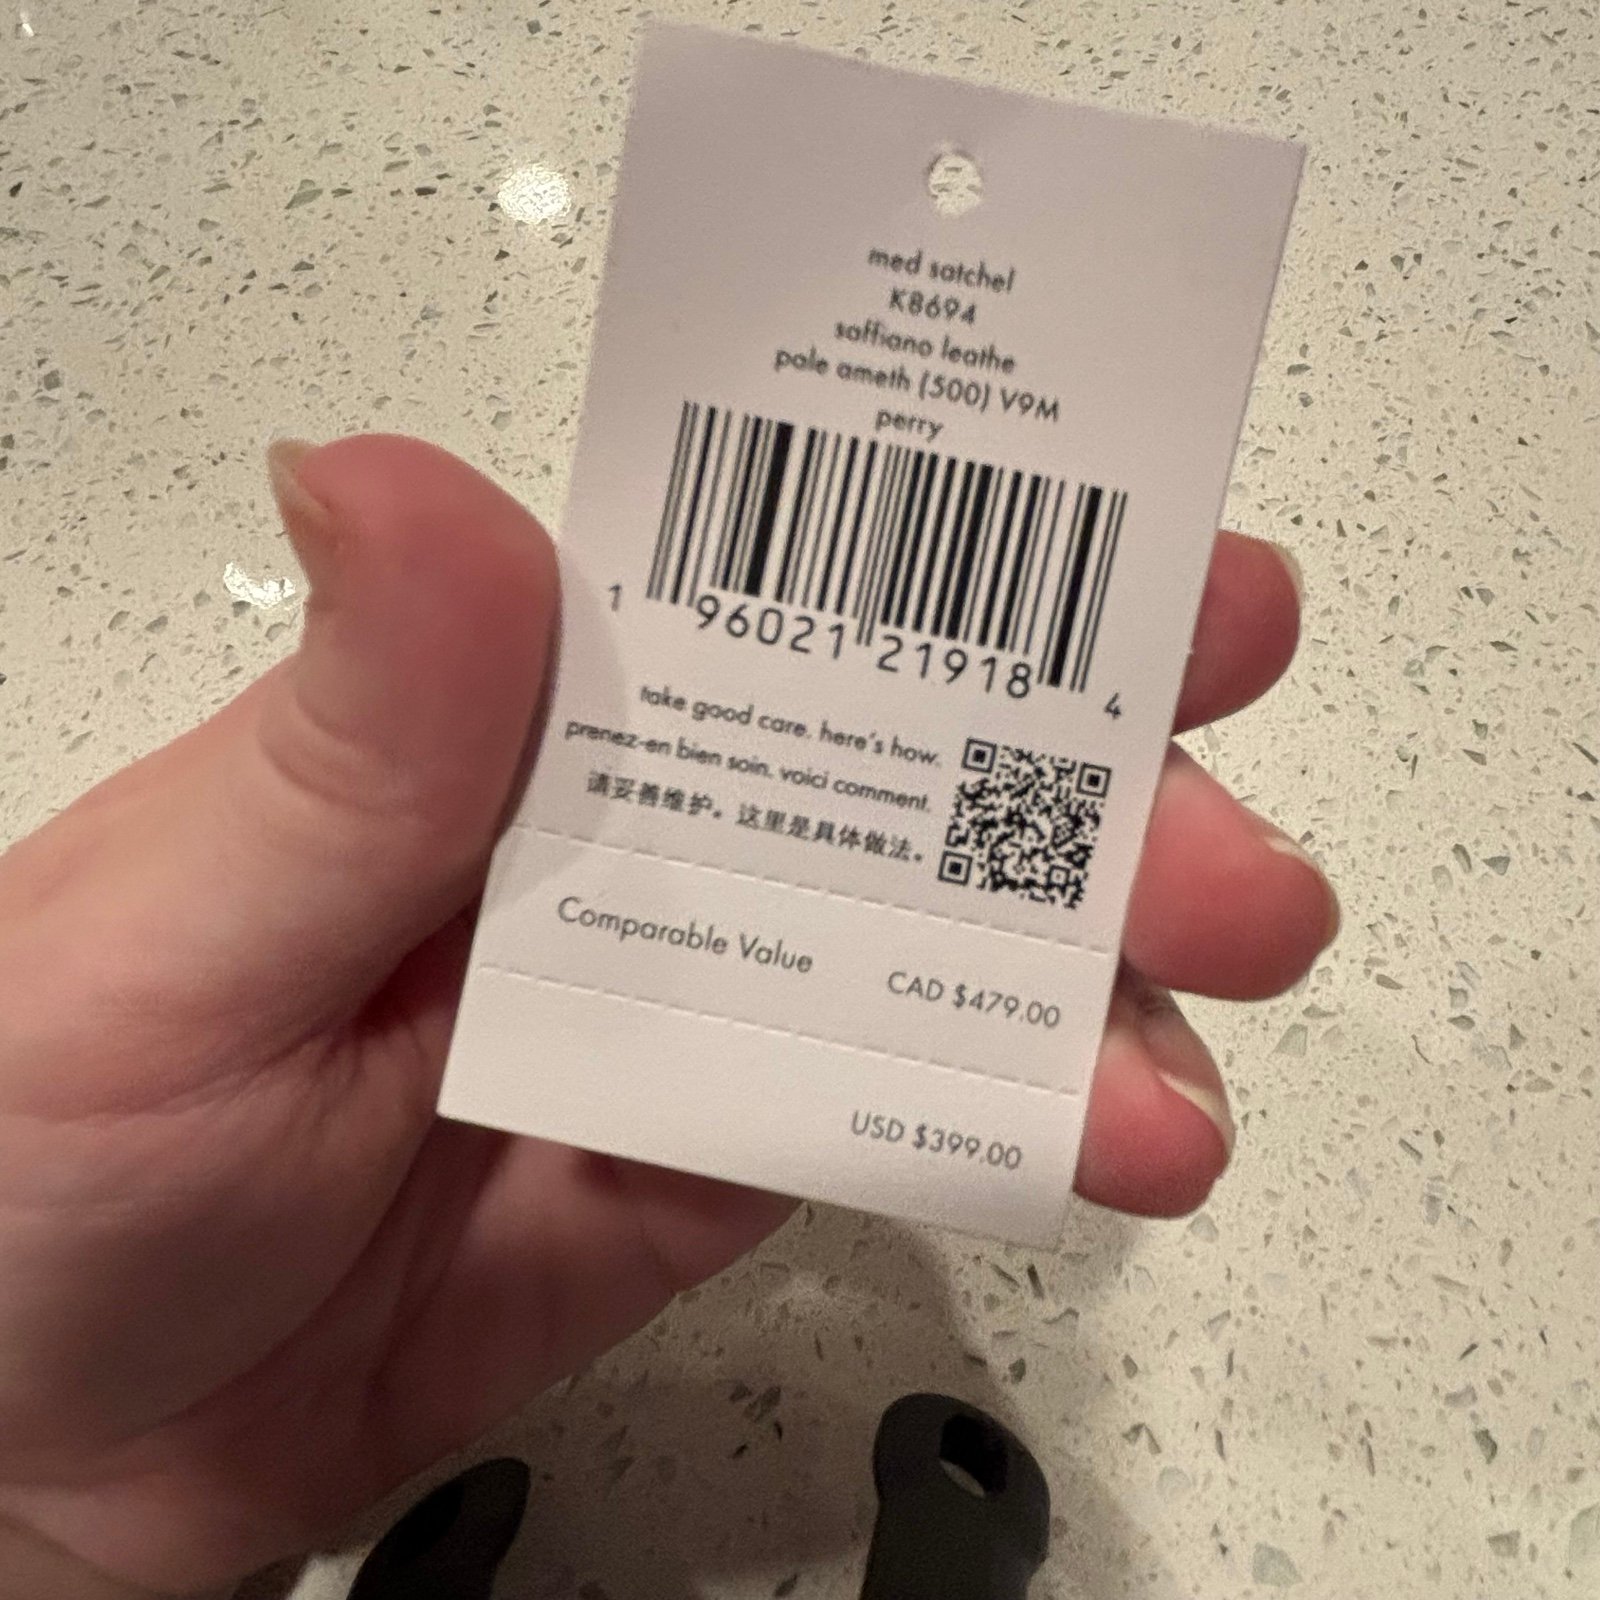 med satchel
K8694
saffiano leathe
pale ameth (500) V9M
perry
1 96021 21918 4
take good care. here's how.
prenez-en bien soin. voici comment.
请妥善维护。这里是具体做法。
Comparable Value CAD $479.00
USD $399.00